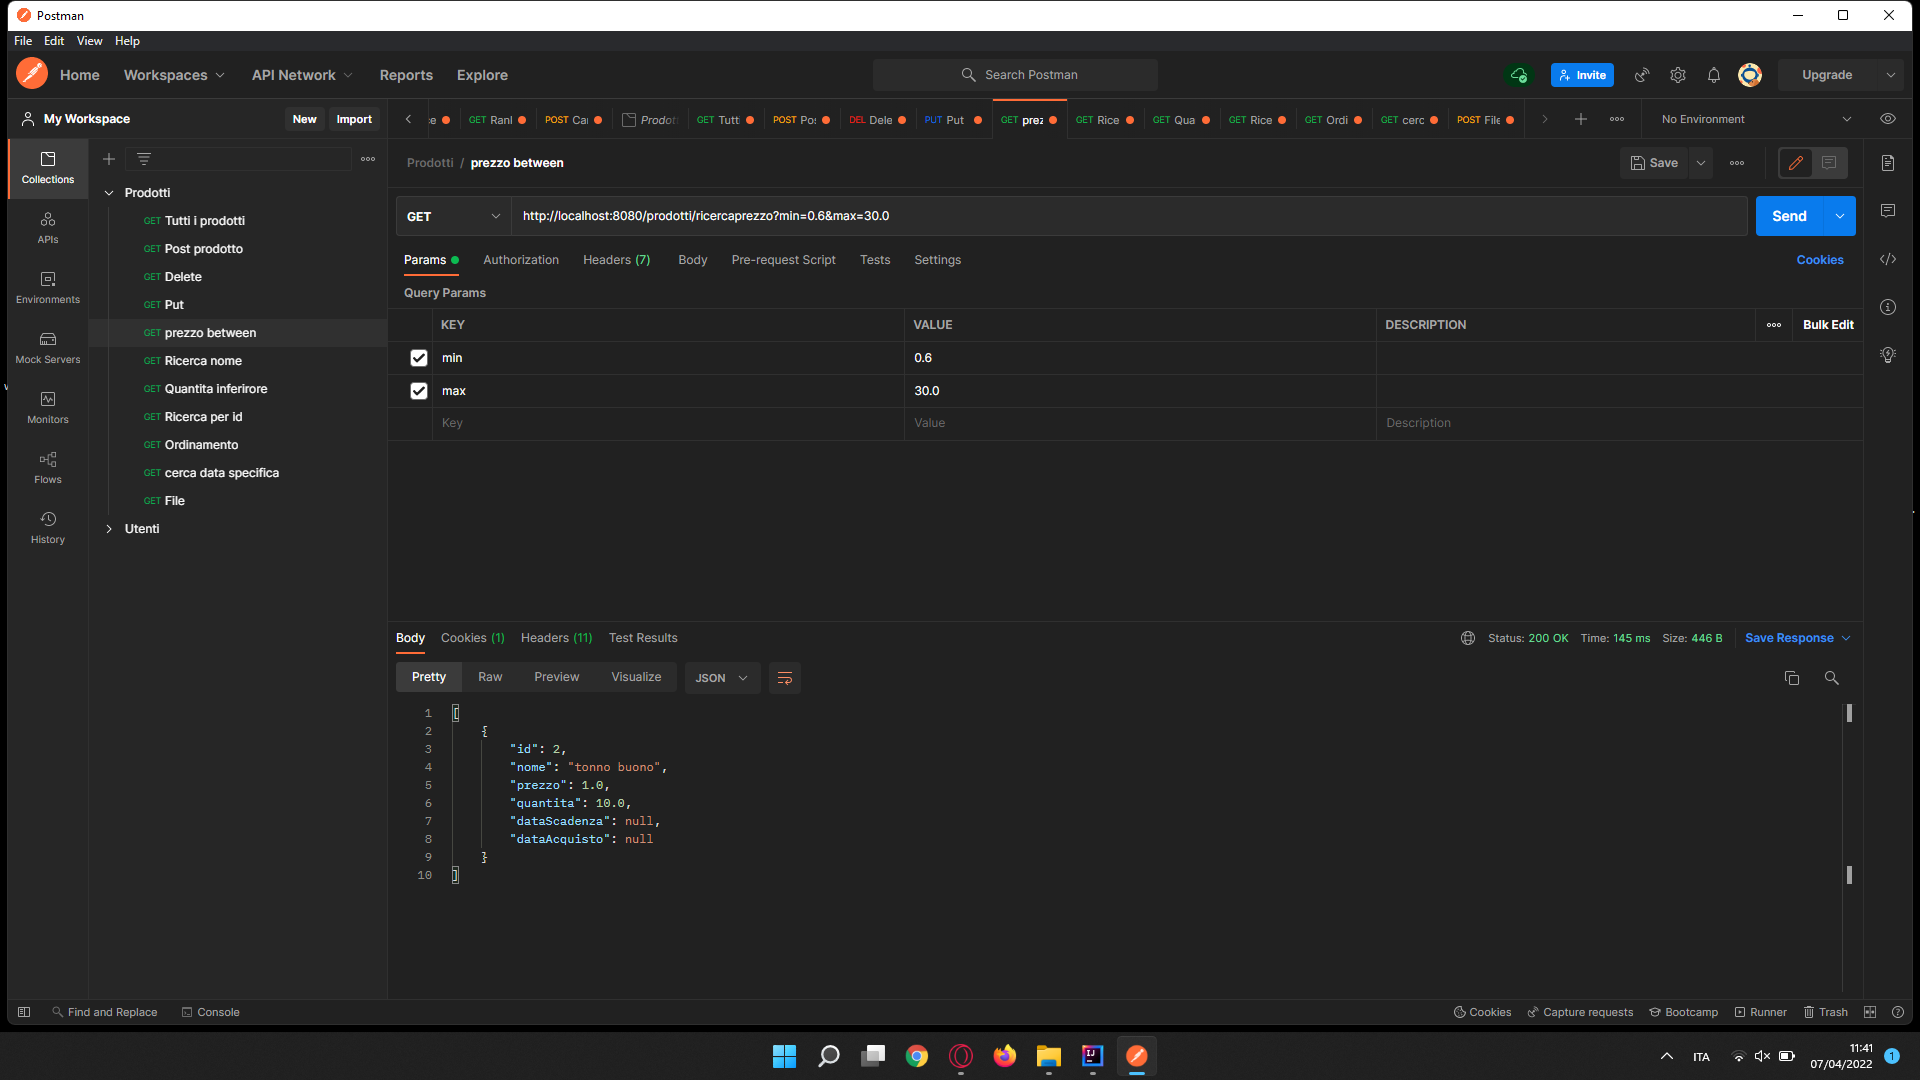 Postman
File Edit View Help
Home Workspaces API Network Reports Explore Search Postman Invite Upgrade
My Workspace New Import
GET Ranl POST Car Prodot GET Tutt POST Pos DEL Dele PUT Put GET prez GET Rice GET Qua GET Rice GET Ordi GET cerc POST File No Environment
Collections
APIs
Environments
Mock Servers
Monitors
Flows
History
Prodotti
GET Tutti i prodotti
GET Post prodotto
GET Delete
GET Put
GET prezzo between
GET Ricerca nome
GET Quantita inferirore
GET Ricerca per id
GET Ordinamento
GET cerca data specifica
GET File
Utenti
Prodotti / prezzo between Save
GET http://localhost:8080/prodotti/ricercaprezzo?min=0.6&max=30.0 Send
Params Authorization Headers (7) Body Pre-request Script Tests Settings Cookies
Query Params
KEY VALUE DESCRIPTION Bulk Edit
min 0.6
max 30.0
Key Value Description
Body Cookies (1) Headers (11) Test Results Status: 200 OK Time: 145 ms Size: 446 B Save Response
Pretty Raw Preview Visualize JSON
1 [
2 {
3 "id": 2,
4 "nome": "tonno buono",
5 "prezzo": 1.0,
6 "quantita": 10.0,
7 "dataScadenza": null,
8 "dataAcquisto": null
9 }
10 ]
Find and Replace Console Cookies Capture requests Bootcamp Runner Trash
ITA 11:41
07/04/2022 1